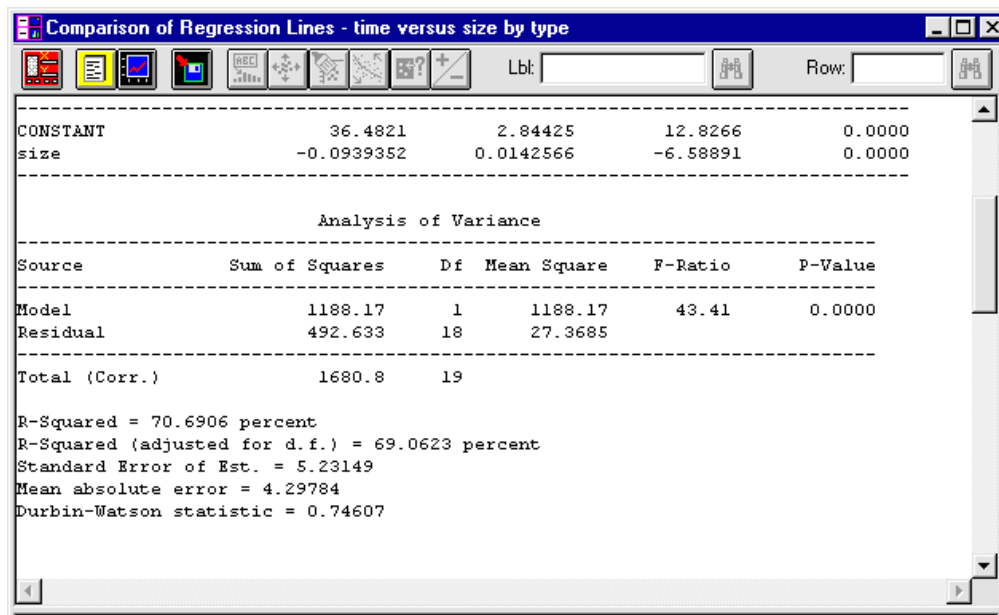 Comparison of Regression Lines - time versus size by type
Lbl: Row:
CONSTANT 36.4821 2.84425 12.8266 0.0000
size -0.0939352 0.0142566 -6.58891 0.0000
Analysis of Variance
Source Sum of Squares Df Mean Square F-Ratio P-Value
Model 1188.17 1 1188.17 43.41 0.0000
Residual 492.633 18 27.3685
Total (Corr.) 1680.8 19
R-Squared = 70.6906 percent
R-Squared (adjusted for d.f.) = 69.0623 percent
Standard Error of Est. = 5.23149
Mean absolute error = 4.29784
Durbin-Watson statistic = 0.74607